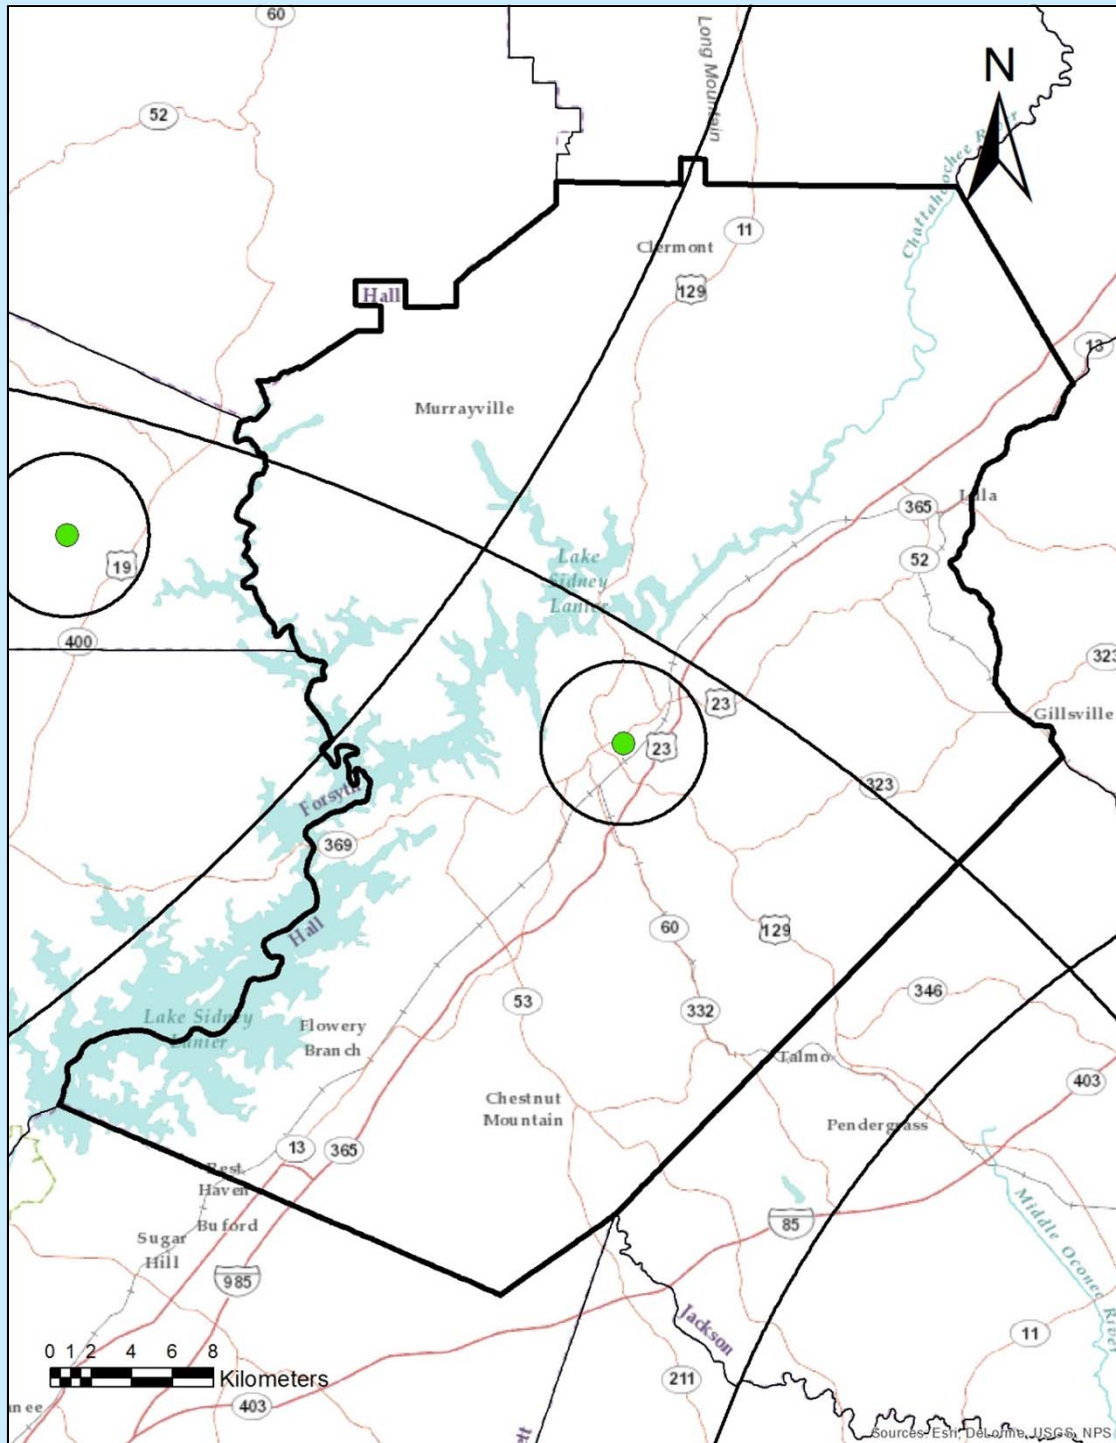 60
Long Mountain
N
52
Chattahoochee River
11
Clermont
129
Hall
13
Murrayville
Lula
365
Lake
Sidney
Lanier
52
19
400
323
23
Gillsville
23
323
Forsyth
369
Hall
129
60
346
53
332
Lake Sidney
Lanier
Flowery
Branch
Talmo
403
Chestnut
Mountain
Pendergrass
13
365
Rest
Haven
Buford
Sugar
Hill
85
Middle Oconee River
985
Jackson
11
0 1 2 4 6 8
Kilometers
211
403
Sources: Esri, DeLorme, USGS, NPS